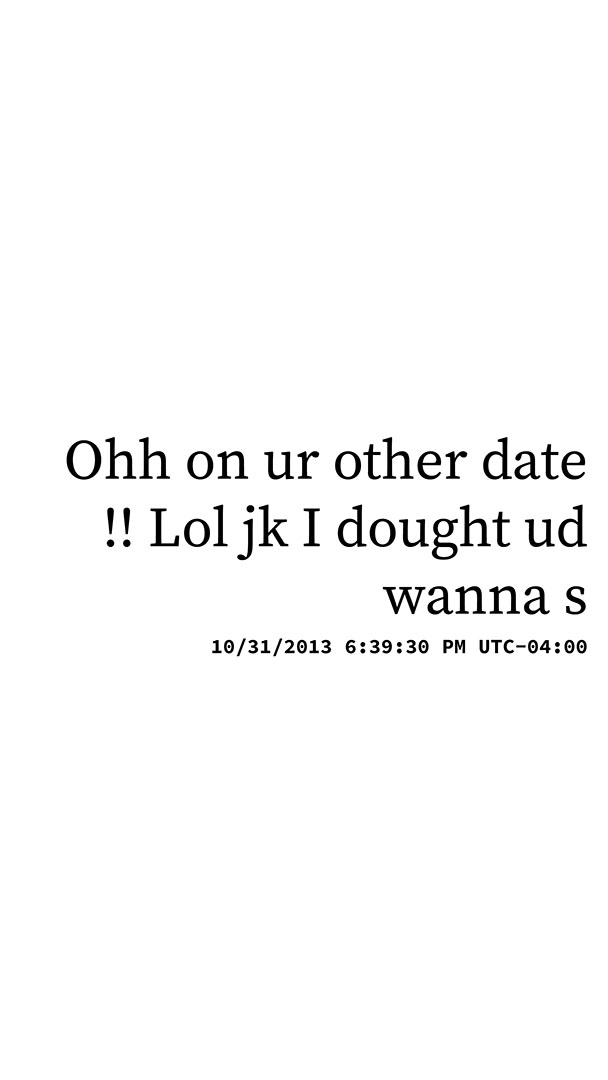 Ohh on ur other date
!! Lol jk I dought ud
wanna s
10/31/2013 6:39:30 PM UTC-04:00